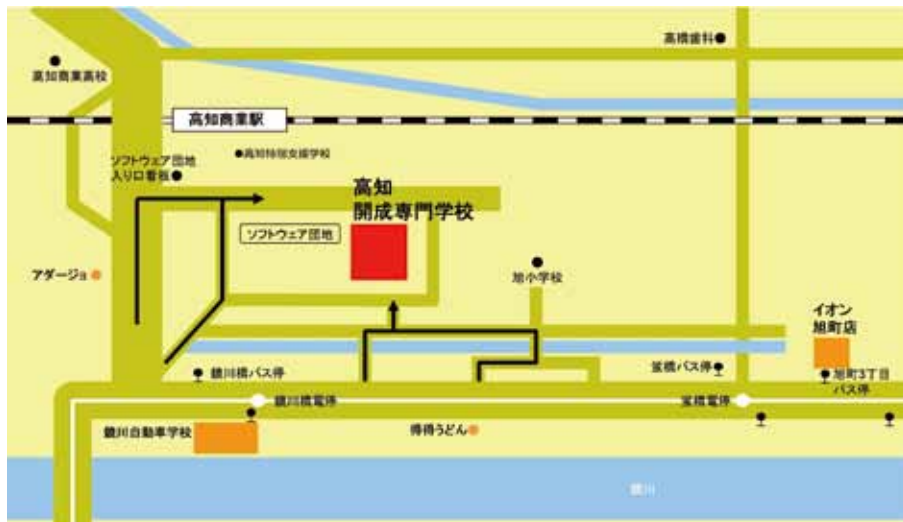 高橋歯科
高知商業高校
高知商業駅
高知特別支援学校
ソフトウェア団地
入り口看板
高知
開成専門学校
ソフトウェア団地
旭小学校
アダージョ
イオン
旭町店
鏡川橋バス停
蛍橋バス停
旭町3丁目
バス停
鏡川橋電停
蛍橋電停
鏡川自動車学校
得得うどん
鏡川